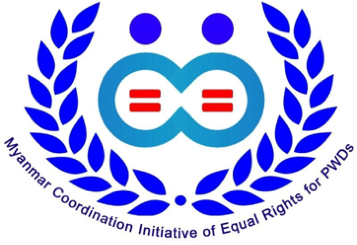 = =
Myanmar Coordination Initiative of Equal Rights for PWDs